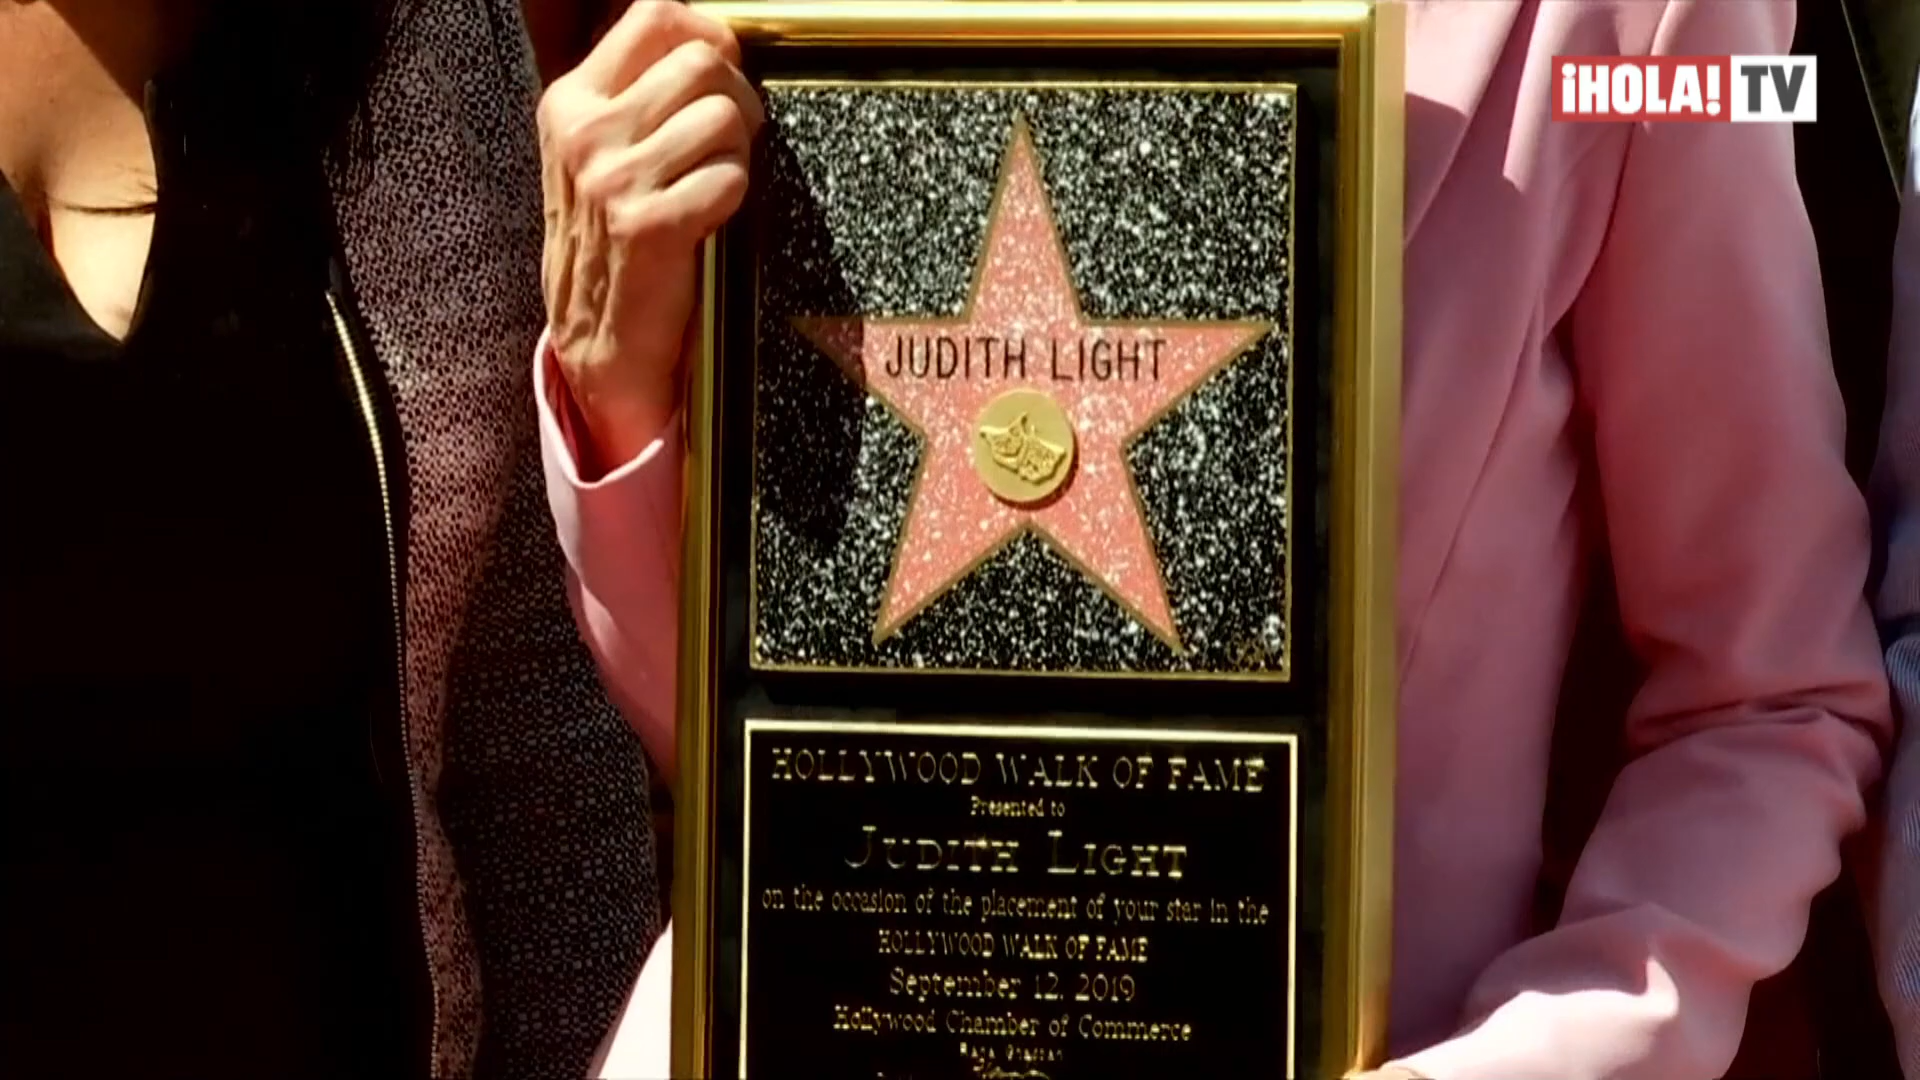 ¡HOLA! TV
JUDITH LIGHT
HOLLYWOOD WALK OF FAME
Presented to
JUDITH LIGHT
on the occasion of the placement of your star in the
HOLLYWOOD WALK OF FAME
September 12, 2019
Hollywood Chamber of Commerce